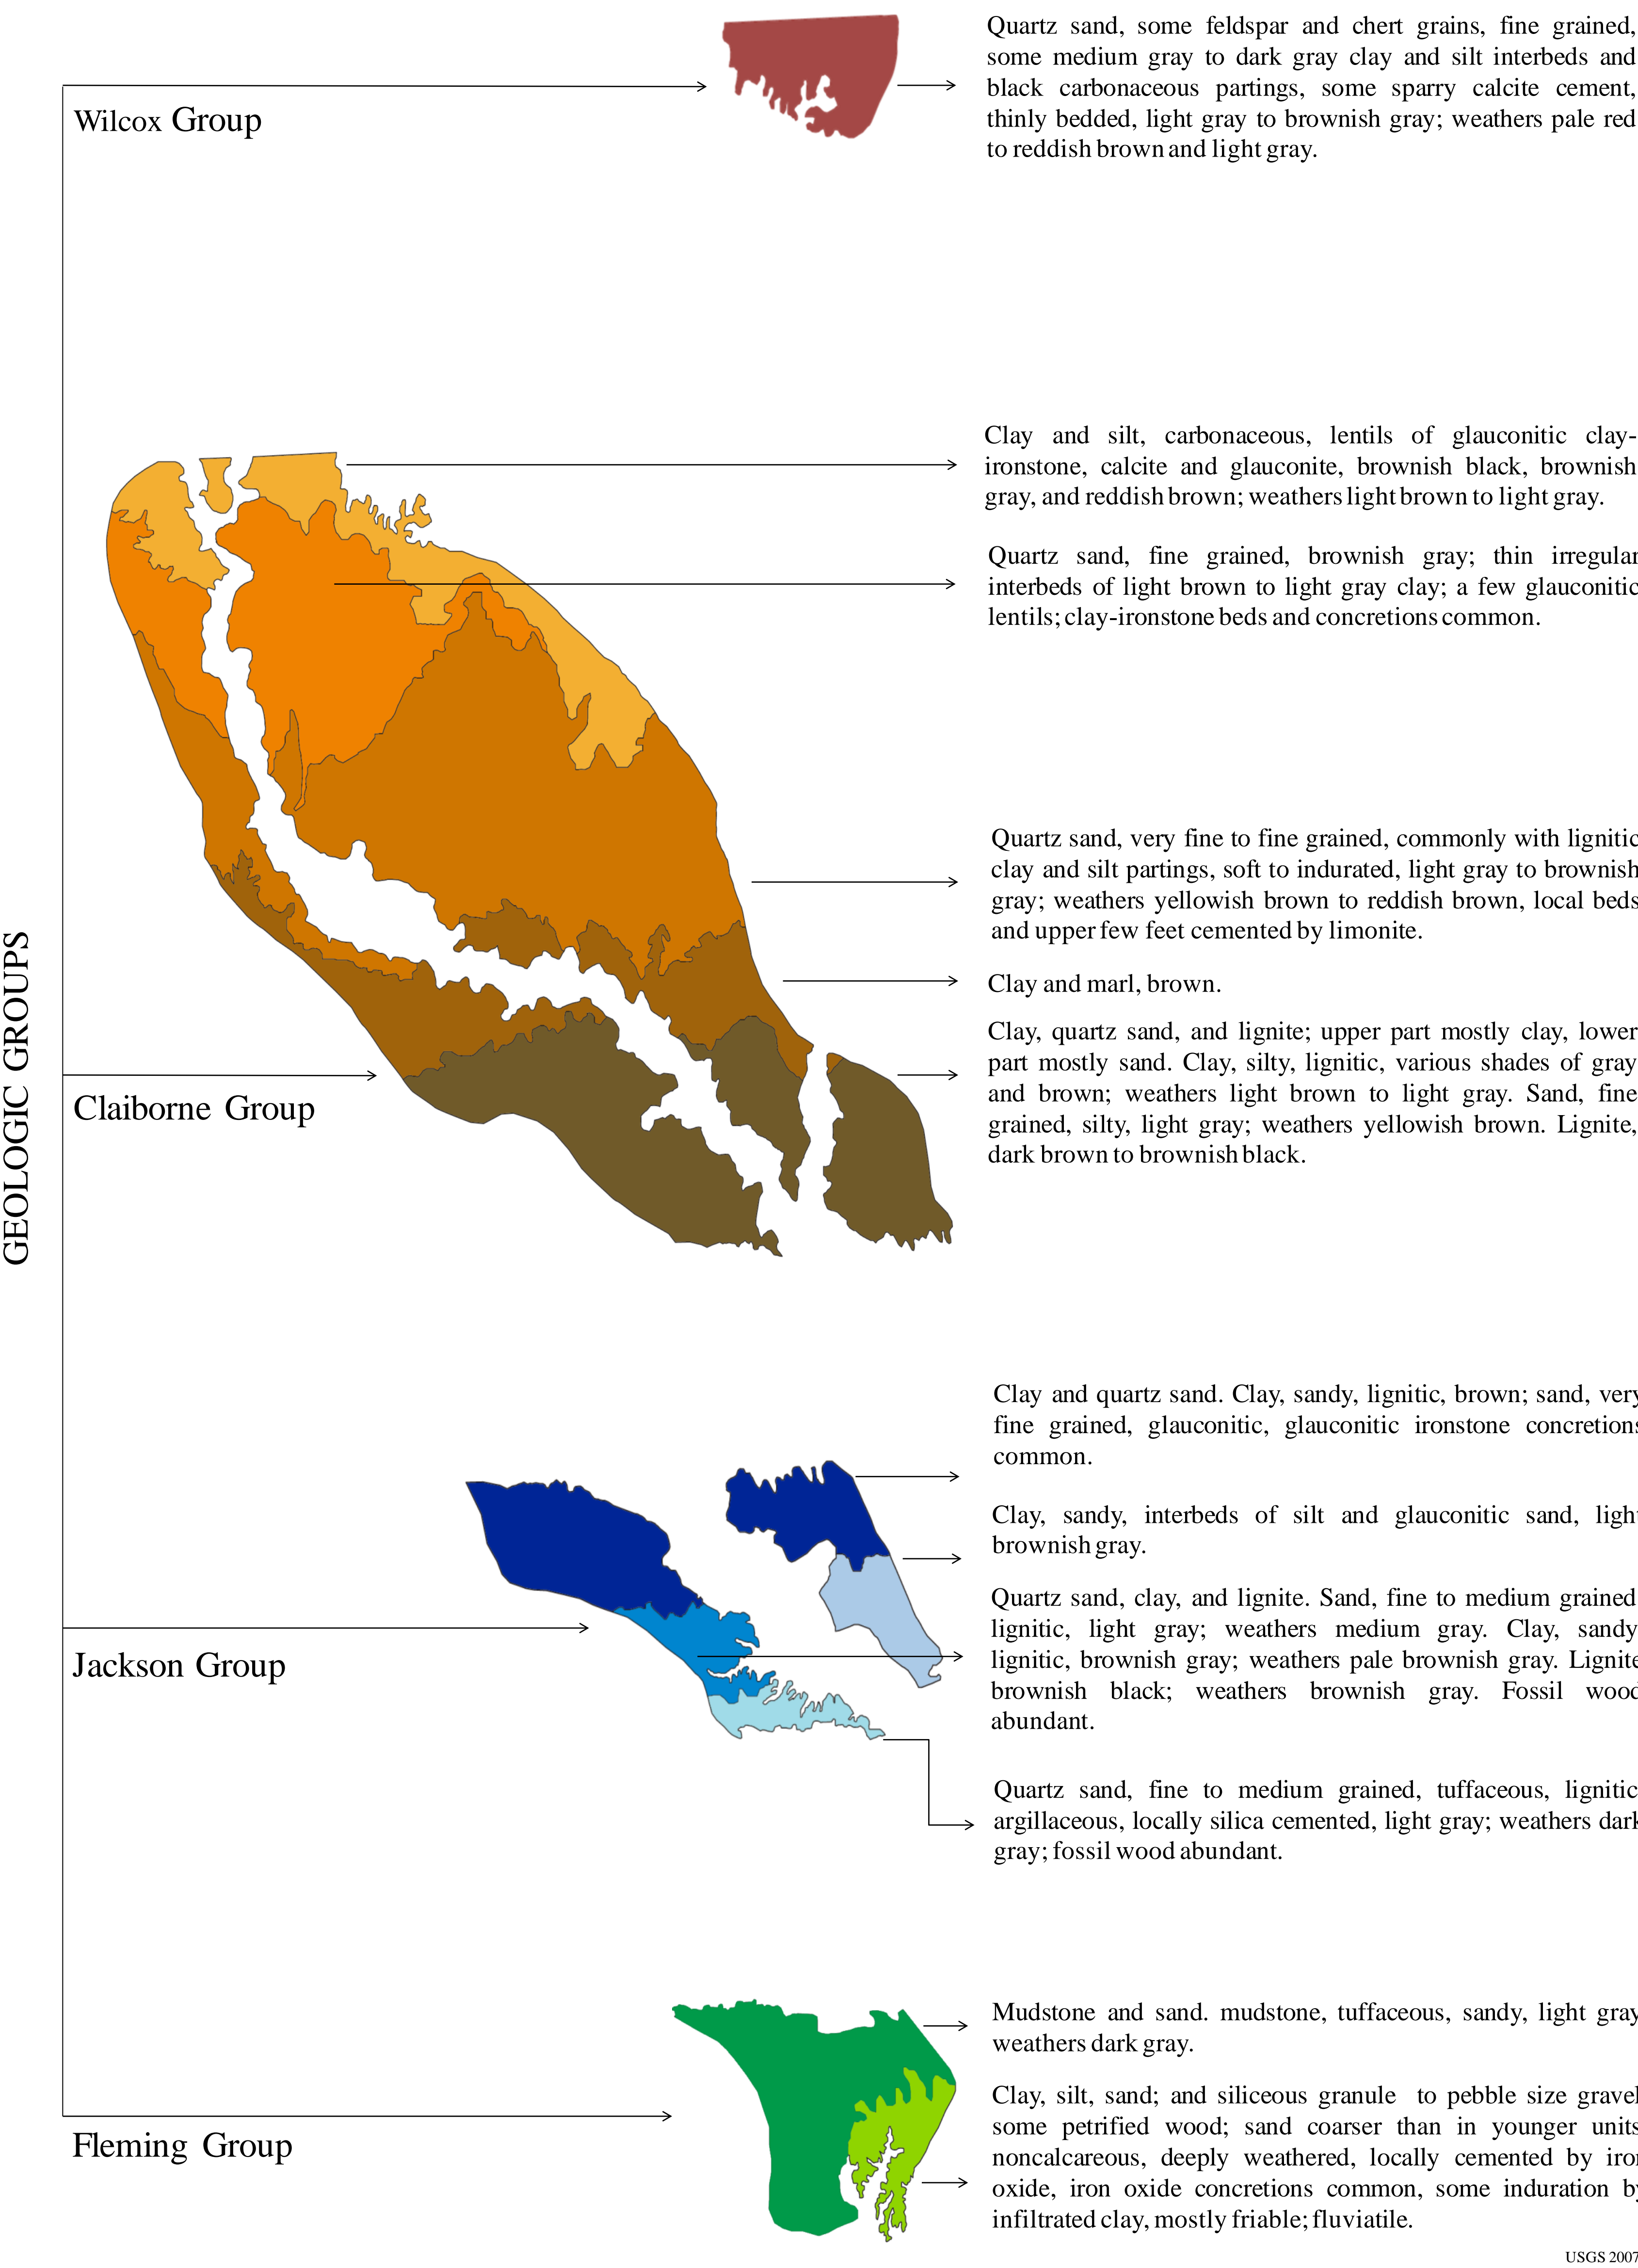 Quartz sand, some feldspar and chert grains, fine grained,
some medium gray to dark gray clay and silt interbeds and
black carbonaceous partings, some sparry calcite cement,
thinly bedded, light gray to brownish gray; weathers pale red
to reddish brown and light gray.
Wilcox Group
Clay and silt, carbonaceous, lentils of glauconitic clay-
ironstone, calcite and glauconite, brownish black, brownish
gray, and reddish brown; weathers light brown to light gray.
Quartz sand, fine grained, brownish gray; thin irregular
interbeds of light brown to light gray clay; a few glauconitic
lentils; clay-ironstone beds and concretions common.
Quartz sand, very fine to fine grained, commonly with lignitic
clay and silt partings, soft to indurated, light gray to brownish
gray; weathers yellowish brown to reddish brown, local beds
and upper few feet cemented by limonite.
Clay and marl, brown.
Clay, quartz sand, and lignite; upper part mostly clay, lower
part mostly sand. Clay, silty, lignitic, various shades of gray
and brown; weathers light brown to light gray. Sand, fine
grained, silty, light gray; weathers yellowish brown. Lignite,
dark brown to brownish black.
Claiborne Group
GEOLOGIC GROUPS
Clay and quartz sand. Clay, sandy, lignitic, brown; sand, very
fine grained, glauconitic, glauconitic ironstone concretions
common.
Clay, sandy, interbeds of silt and glauconitic sand, light
brownish gray.
Quartz sand, clay, and lignite. Sand, fine to medium grained
lignitic, light gray; weathers medium gray. Clay, sandy
lignitic, brownish gray; weathers pale brownish gray. Lignite
brownish black; weathers brownish gray. Fossil wood
abundant.
Jackson Group
Quartz sand, fine to medium grained, tuffaceous, lignitic
argillaceous, locally silica cemented, light gray; weathers dark
gray; fossil wood abundant.
Mudstone and sand. mudstone, tuffaceous, sandy, light gray
weathers dark gray.
Clay, silt, sand; and siliceous granule to pebble size gravel
some petrified wood; sand coarser than in younger units
noncalcareous, deeply weathered, locally cemented by iron
oxide, iron oxide concretions common, some induration by
infiltrated clay, mostly friable; fluviatile.
Fleming Group
USGS 2007